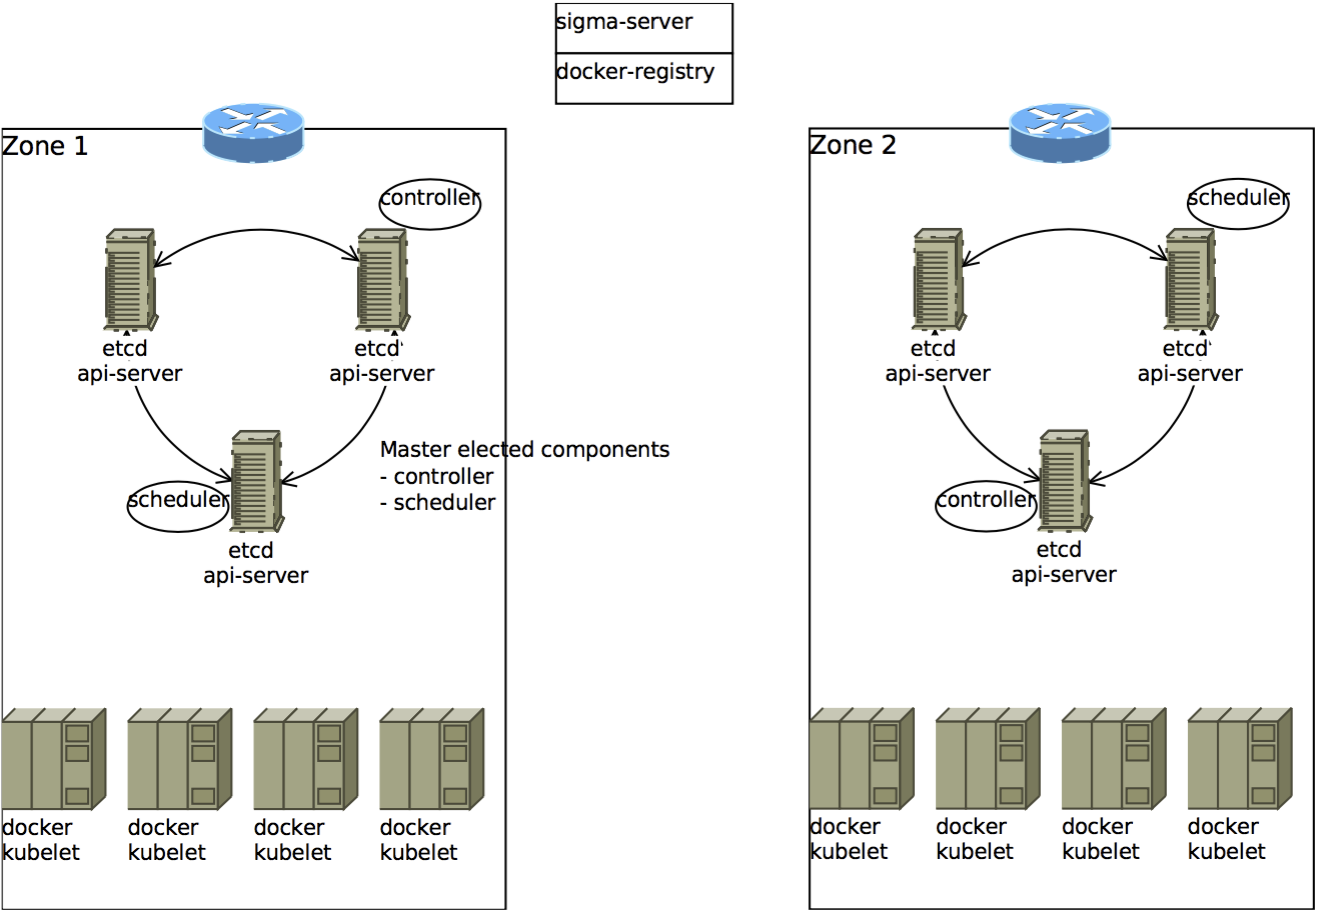 sigma-server
docker-registry
Zone 1
controller
etcd
api-server
etcd
api-server
Master elected components
- controller
- scheduler
scheduler
etcd
api-server
docker
kubelet
docker
kubelet
docker
kubelet
docker
kubelet
Zone 2
scheduler
etcd
api-server
etcd
api-server
controller
etcd
api-server
docker
kubelet
docker
kubelet
docker
kubelet
docker
kubelet